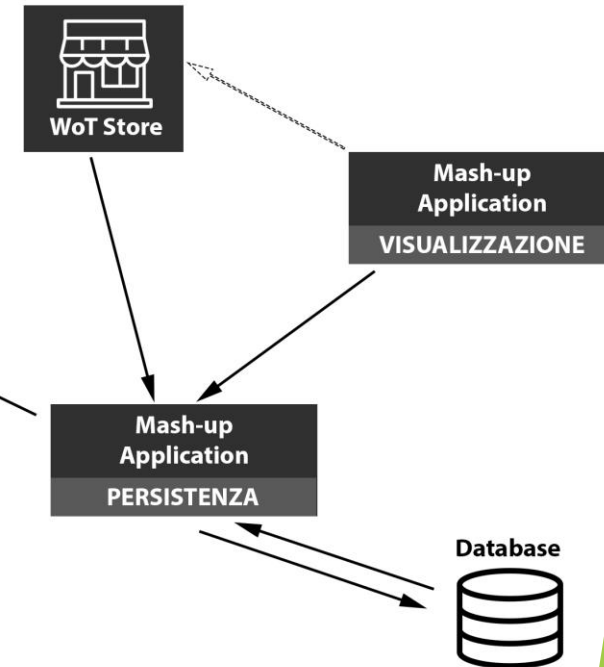 WoT Store
Mash-up
Application
VISUALIZZAZIONE
Mash-up
Application
PERSISTENZA
Database